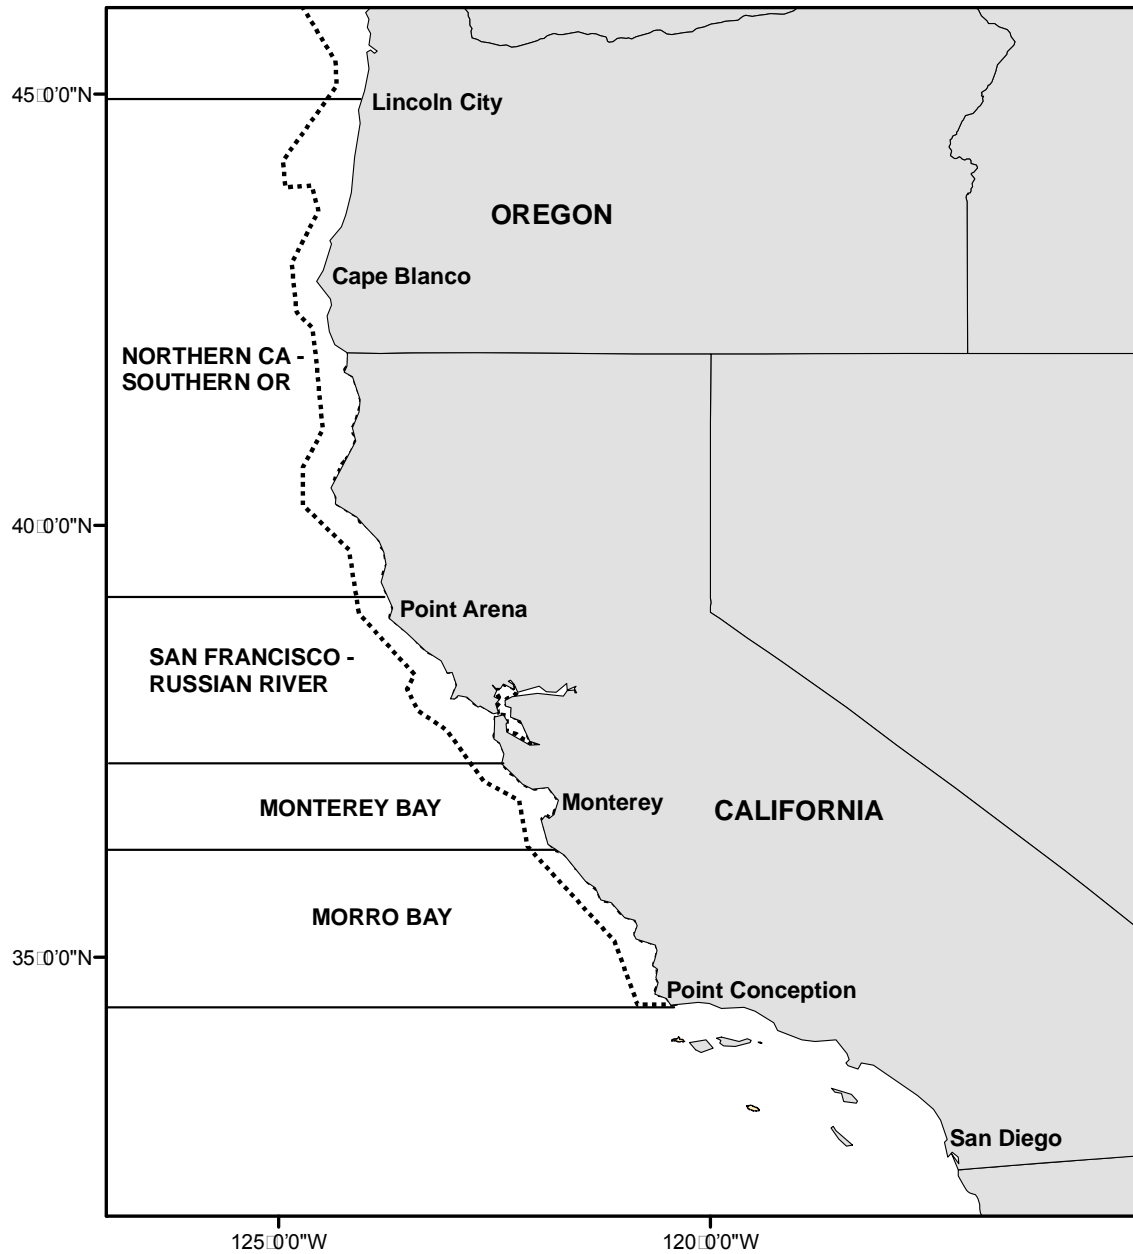 45□0'0"N
Lincoln City
OREGON
Cape Blanco
NORTHERN CA -
SOUTHERN OR
40□0'0"N
Point Arena
SAN FRANCISCO -
RUSSIAN RIVER
MONTEREY BAY
Monterey
CALIFORNIA
MORRO BAY
35□0'0"N
Point Conception
San Diego
125□0'0"W
120□0'0"W